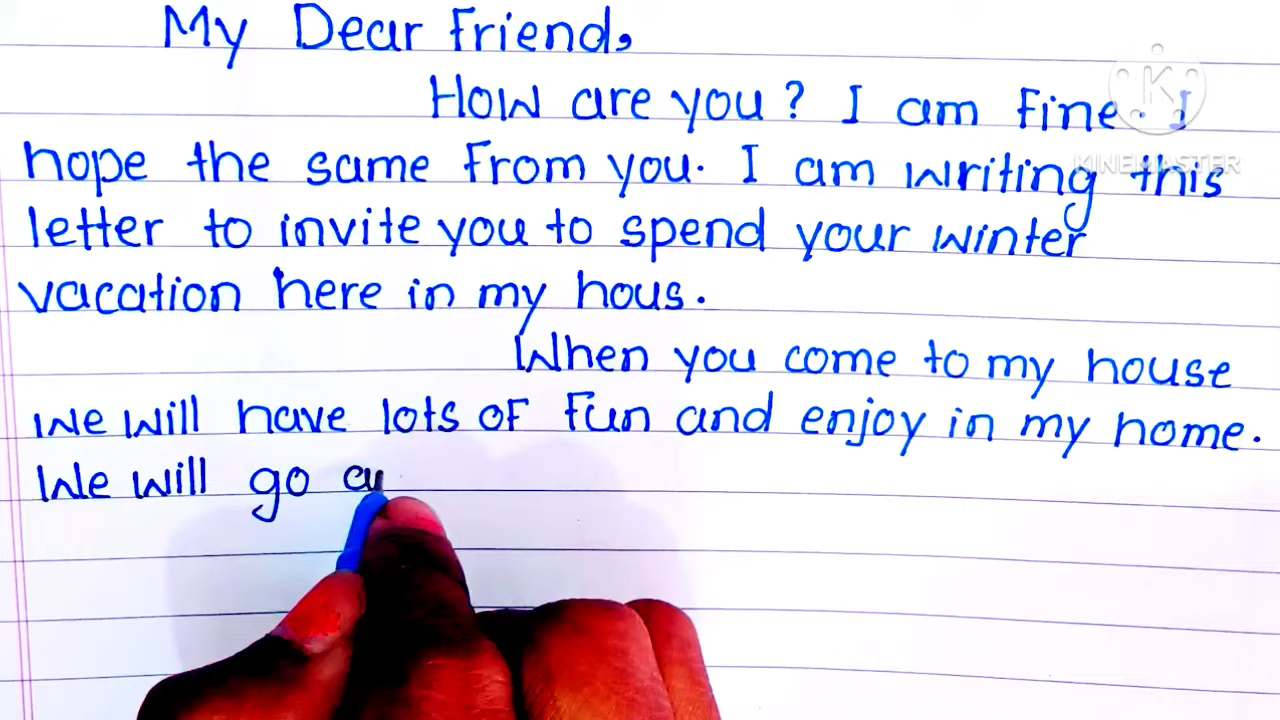 My Dear Friend,
How are you? I am fine. I
hope the same from you. I am writing this
letter to invite you to spend your winter
vacation here in my hous.
When you come to my house
we will have lots of fun and enjoy in my home.
We will go
KINEMASTER